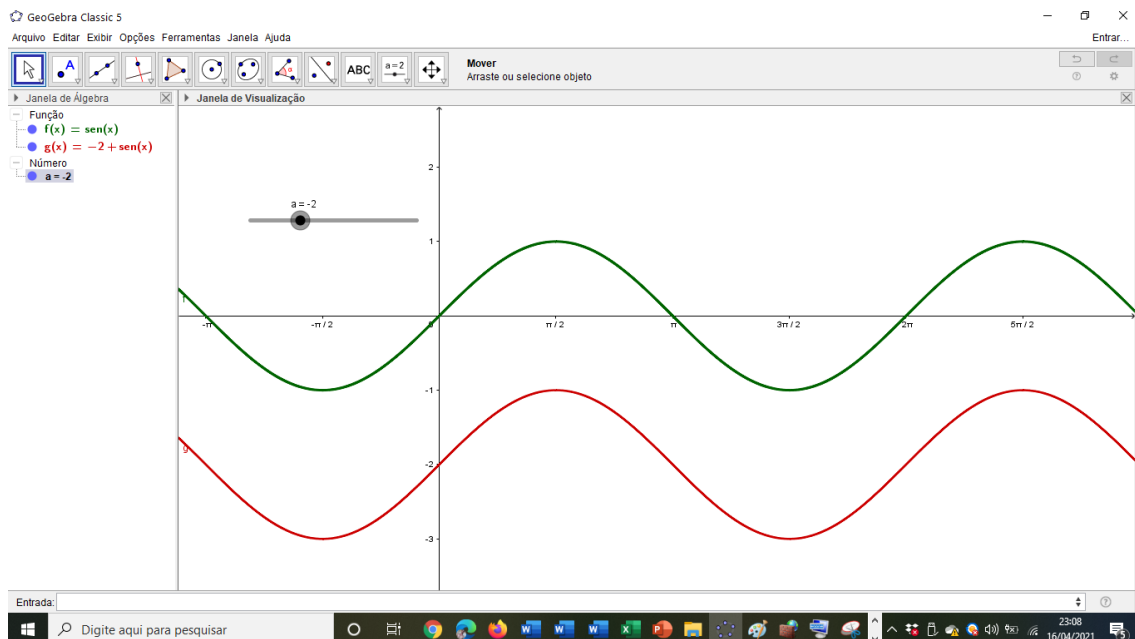 GeoGebra Classic 5
Arquivo Editar Exibir Opções Ferramentas Janela Ajuda
Entrar...
A
ABC
a = 2
Mover
Arraste ou selecione objeto
Janela de Álgebra
Janela de Visualização
Função
f(x) = sen(x)
g(x) = −2 + sen(x)
Número
a = -2
a = -2
2
1
-1
-2
-3
-π
-π / 2
0
π / 2
π
3π / 2
2π
5π / 2
f
g
Entrada:
Digite aqui para pesquisar
23:08
16/04/2021